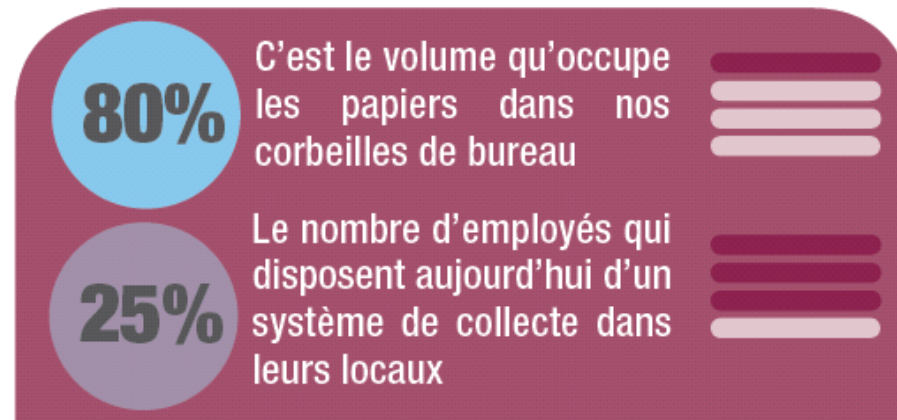 80%
C'est le volume qu'occupe
les papiers dans nos
corbeilles de bureau
25%
Le nombre d'employés qui
disposent aujourd'hui d'un
système de collecte dans
leurs locaux